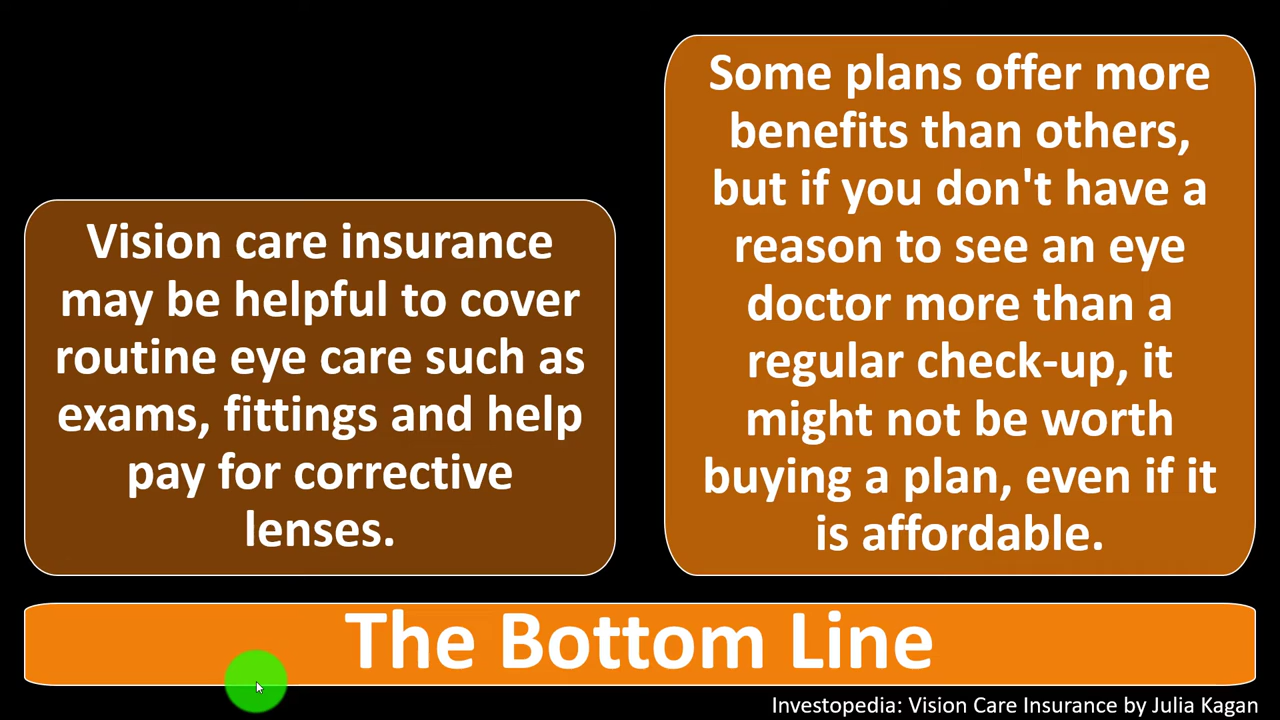 Vision care insurance
may be helpful to cover
routine eye care such as
exams, fittings and help
pay for corrective
lenses.
Some plans offer more
benefits than others,
but if you don't have a
reason to see an eye
doctor more than a
regular check-up, it
might not be worth
buying a plan, even if it
is affordable.
The Bottom Line
Investopedia: Vision Care Insurance by Julia Kagan